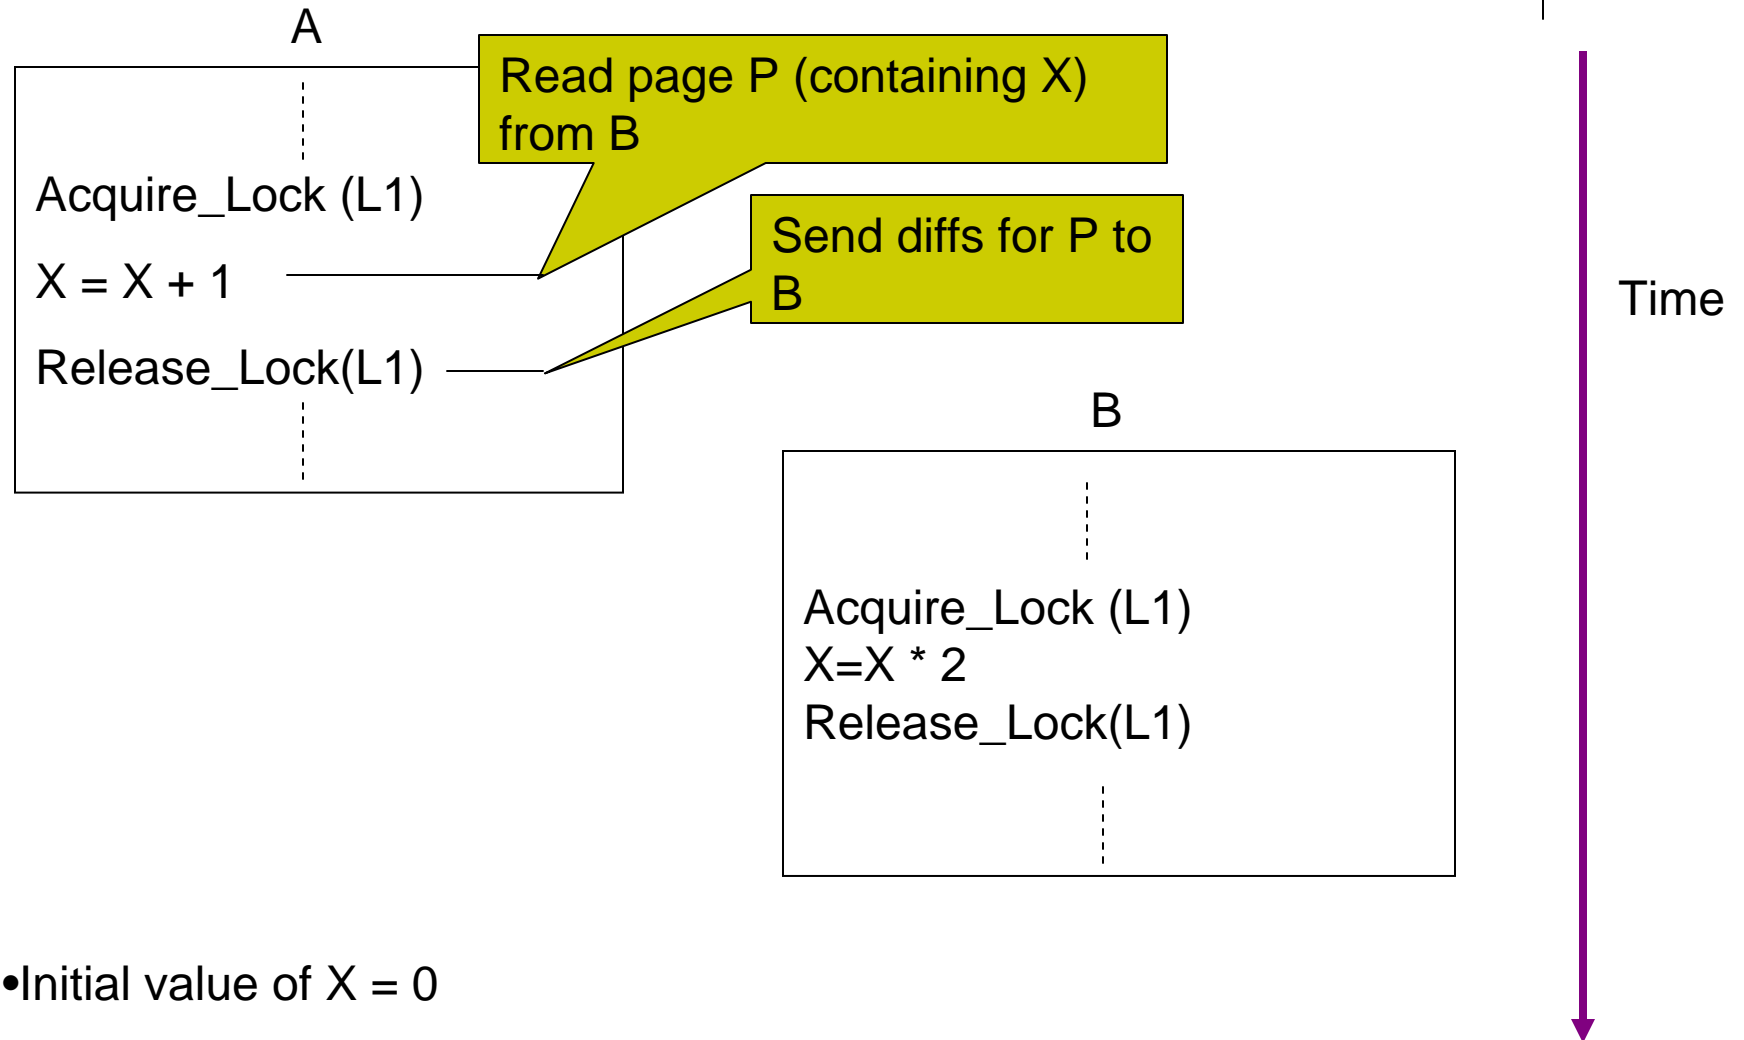 A
Read page P (containing X)
from B
Acquire_Lock (L1)
Send diffs for P to
B
X = X + 1
Time
Release_Lock(L1)
B
Acquire_Lock (L1)
X=X * 2
Release_Lock(L1)
•Initial value of X = 0